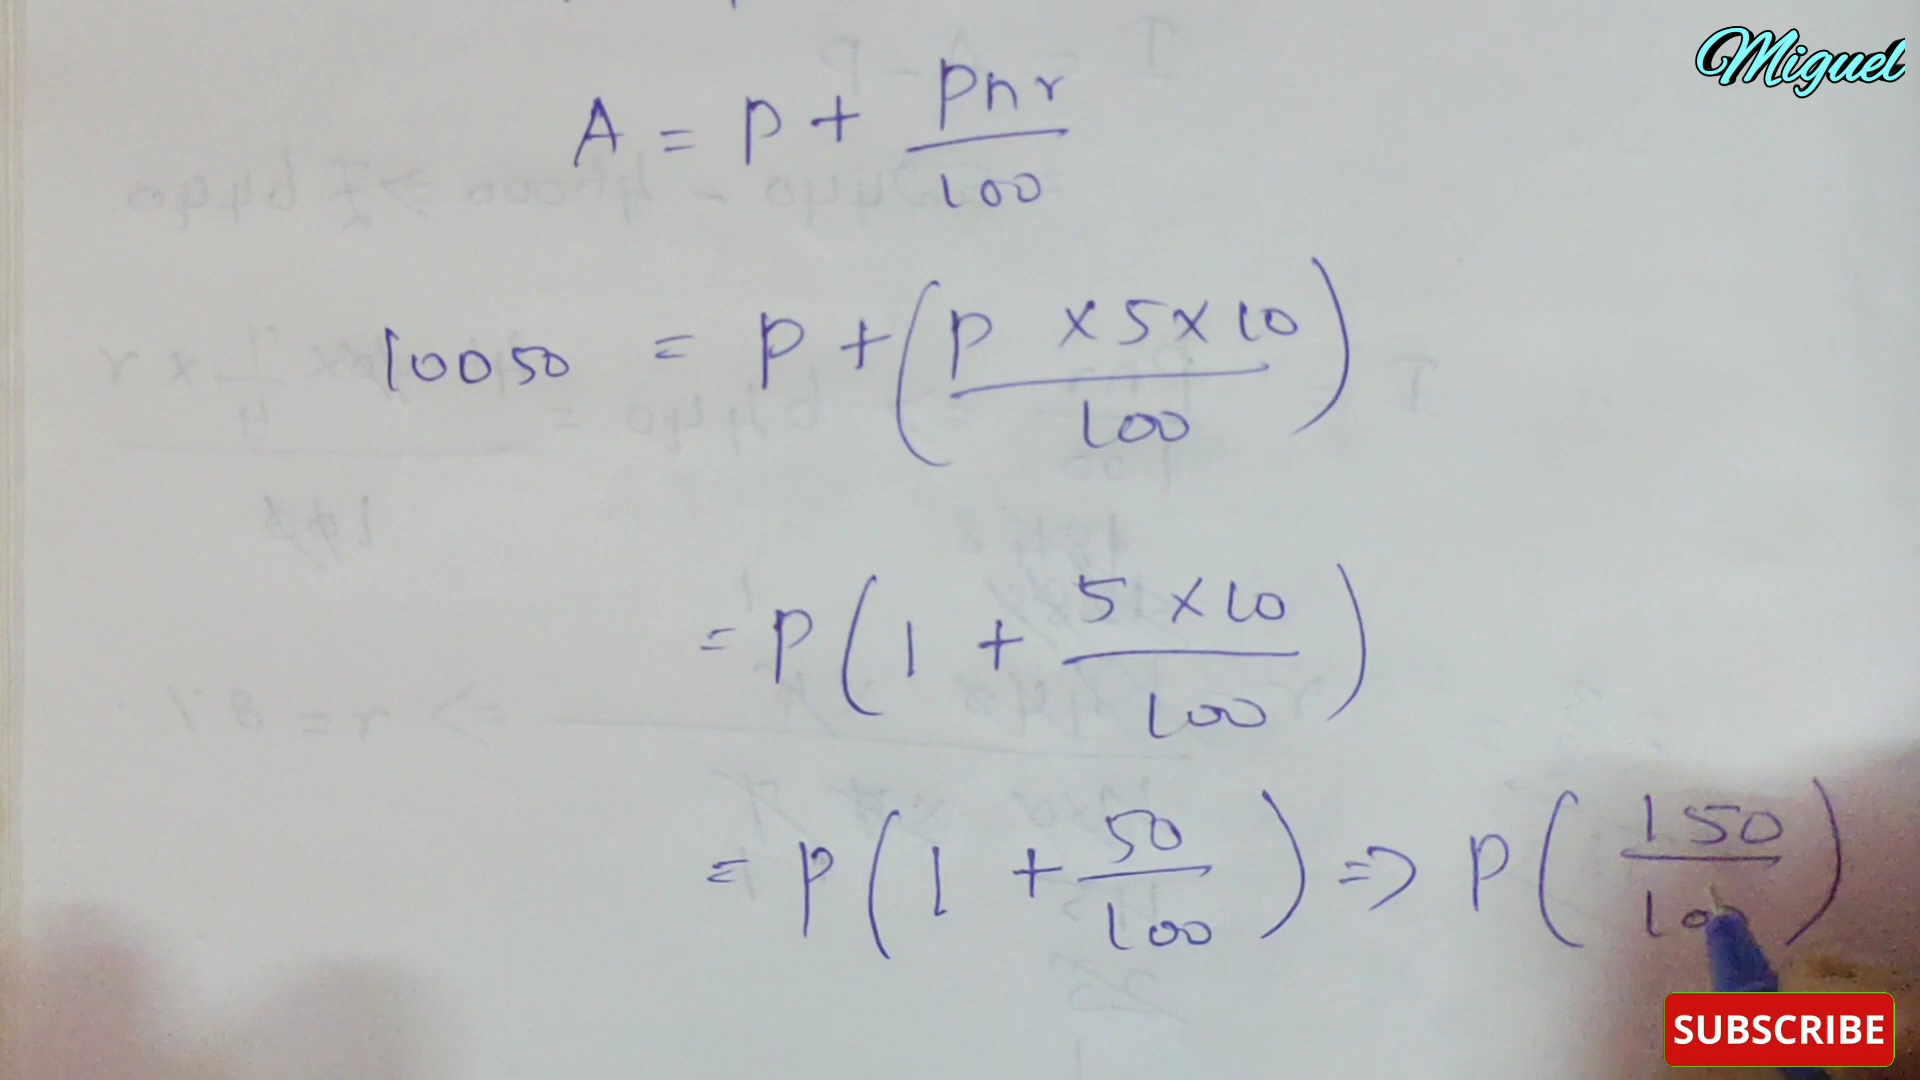 Miguel
A = P + Pnr/100
10050 = P + (P × 5 × 10/100)
= P (1 + 5 × 10/100)
= P (1 + 50/100) ⇒ P (150/100)
SUBSCRIBE